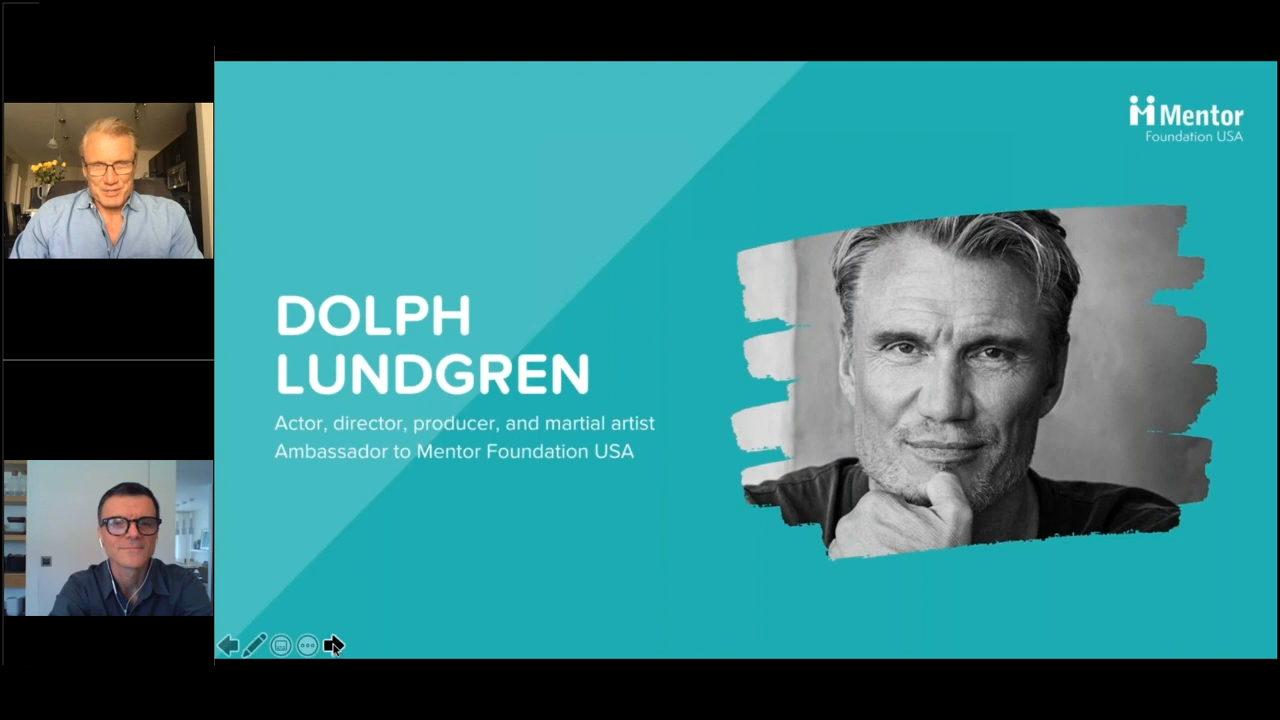 Mentor
Foundation USA
DOLPH
LUNDGREN
Actor, director, producer, and martial artist
Ambassador to Mentor Foundation USA